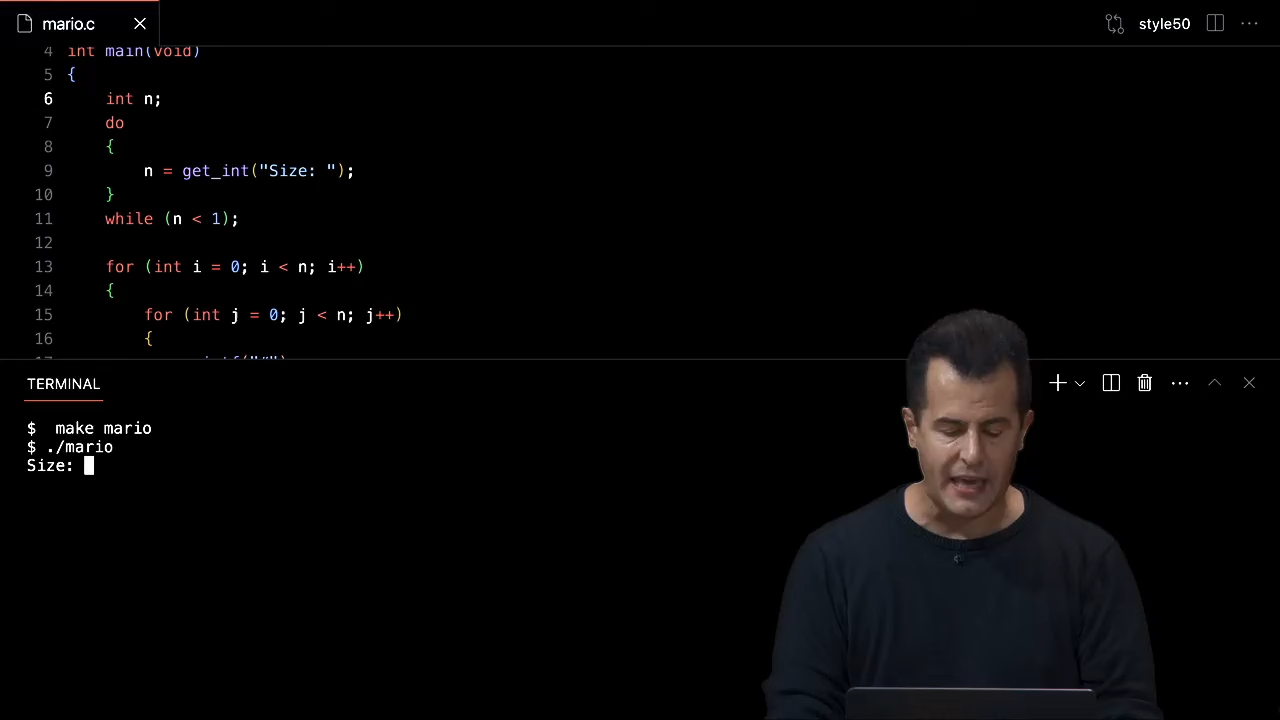 mario.c
style50
4 int main(void)
5 {
6 int n;
7 do
8 {
9 n = get_int("Size: ");
10 }
11 while (n < 1);
12
13 for (int i = 0; i < n; i++)
14 {
15 for (int j = 0; j < n; j++)
16 {
TERMINAL
$ make mario
$ ./mario
Size: